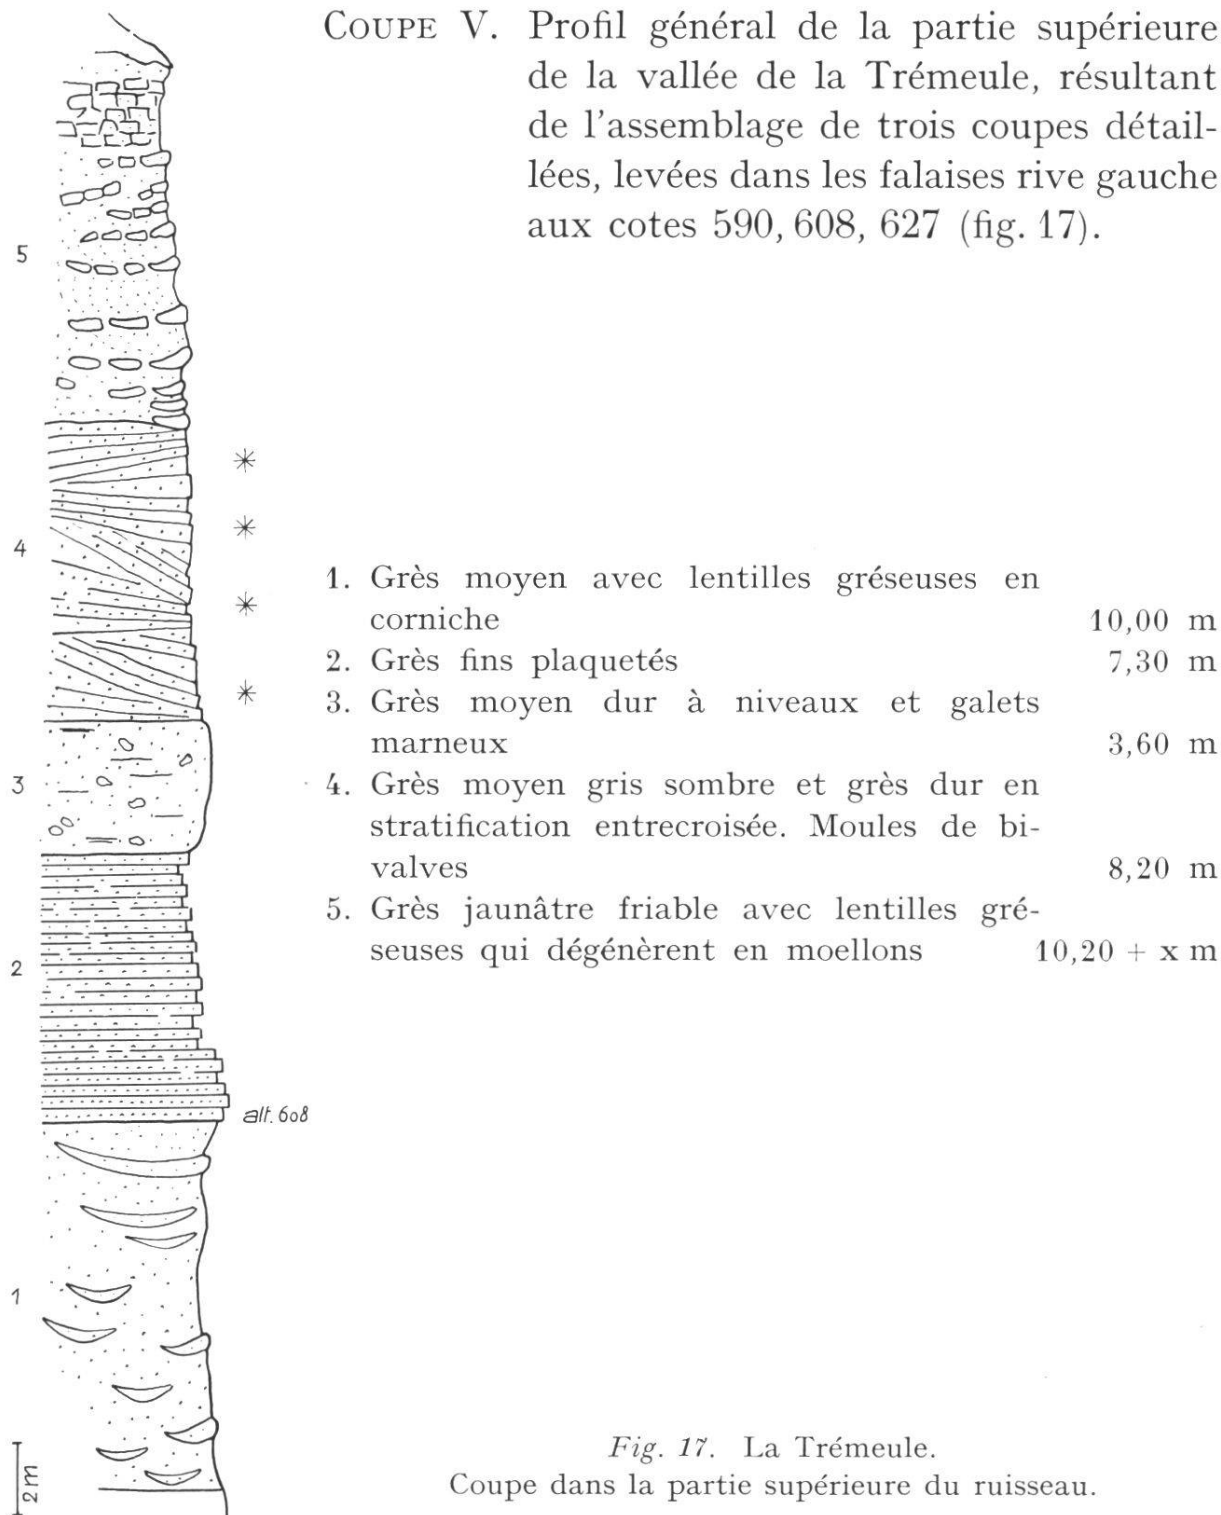 COUPE V. Profil général de la partie supérieure
de la vallée de la Trémeule, résultant
de l'assemblage de trois coupes détail-
lées, levées dans les falaises rive gauche
aux cotes 590, 608, 627 (fig. 17).
5
4
3
2
alt. 608
1
2 m
1. Grès moyen avec lentilles gréseuses en
corniche 10,00 m
2. Grès fins plaquetés 7,30 m
3. Grès moyen dur à niveaux et galets
marneux 3,60 m
4. Grès moyen gris sombre et grès dur en
stratification entrecroisée. Moules de bi-
valves 8,20 m
5. Grès jaunâtre friable avec lentilles gré-
seuses qui dégénèrent en moellons 10,20 + x m
Fig. 17. La Trémeule.
Coupe dans la partie supérieure du ruisseau.